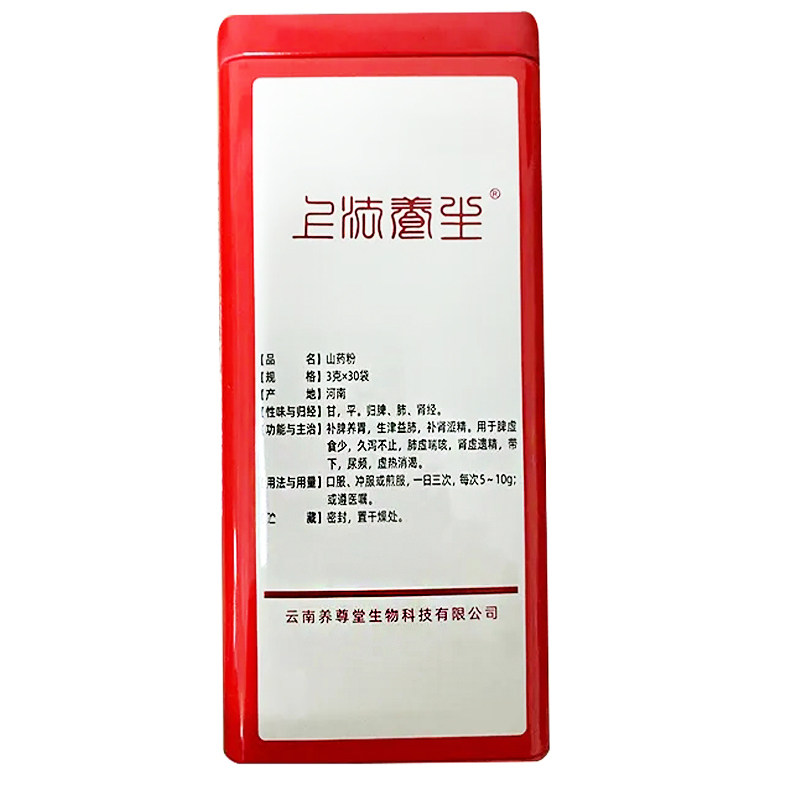 上法養生®
【品 名】山药粉
【规 格】3克×30袋
【产 地】河南
【性味与归经】甘，平。归脾、肺、肾经。
【功能与主治】补脾养胃，生津益肺，补肾涩精。用于脾虚
食少，久泻不止，肺虚喘咳，肾虚遗精，带
下，尿频，虚热消渴。
用法与用量】口服、冲服或煎服，一日三次，每次5~10g;
或遵医嘱。
贮 藏】密封，置干燥处。
云南养尊堂生物科技有限公司